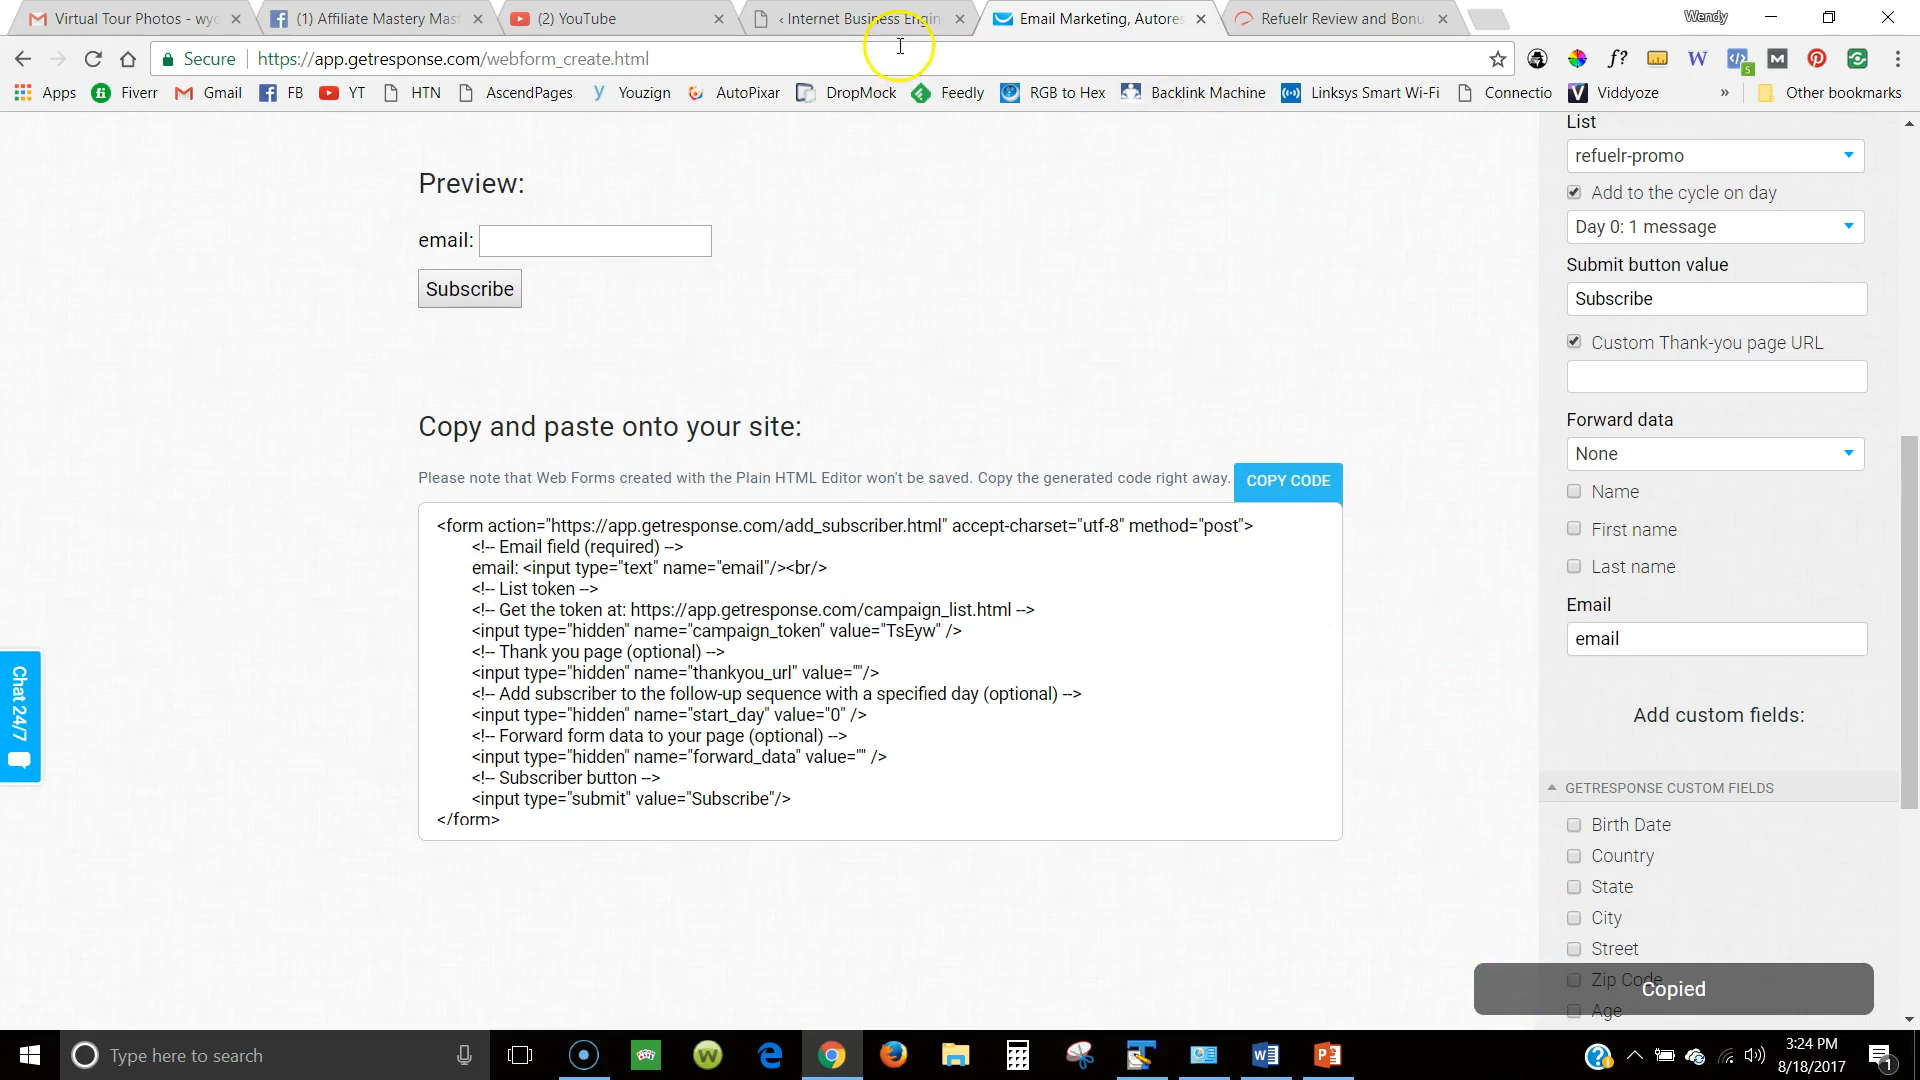 Virtual Tour Photos - wyc
(1) Affiliate Mastery Mast
(2) YouTube
‹ Internet Business Engin
Email Marketing, Autores
Refuelr Review and Bonu
Wendy
Secure
https://app.getresponse.com/webform_create.html
Apps
Fiverr
Gmail
FB
YT
HTN
AscendPages
Youzign
AutoPixar
DropMock
Feedly
RGB to Hex
Backlink Machine
Linksys Smart Wi-Fi
Connectio
Viddyoze
»
Other bookmarks
Preview:
email:
Subscribe
Copy and paste onto your site:
Please note that Web Forms created with the Plain HTML Editor won't be saved. Copy the generated code right away.
COPY CODE
<form action="https://app.getresponse.com/add_subscriber.html" accept-charset="utf-8" method="post">
<!-- Email field (required) -->
email: <input type="text" name="email"/><br/>
<!-- List token -->
<!-- Get the token at: https://app.getresponse.com/campaign_list.html -->
<input type="hidden" name="campaign_token" value="TsEyw" />
<!-- Thank you page (optional) -->
<input type="hidden" name="thankyou_url" value=""/>
<!-- Add subscriber to the follow-up sequence with a specified day (optional) -->
<input type="hidden" name="start_day" value="0" />
<!-- Forward form data to your page (optional) -->
<input type="hidden" name="forward_data" value="" />
<!-- Subscriber button -->
<input type="submit" value="Subscribe"/>
</form>
List
refuelr-promo
Add to the cycle on day
Day 0: 1 message
Submit button value
Subscribe
Custom Thank-you page URL
Forward data
None
Name
First name
Last name
Email
email
Add custom fields:
GETRESPONSE CUSTOM FIELDS
Birth Date
Country
State
City
Street
Zip Code
Copied
Age
Chat 24/7
Type here to search
3:24 PM
8/18/2017
1